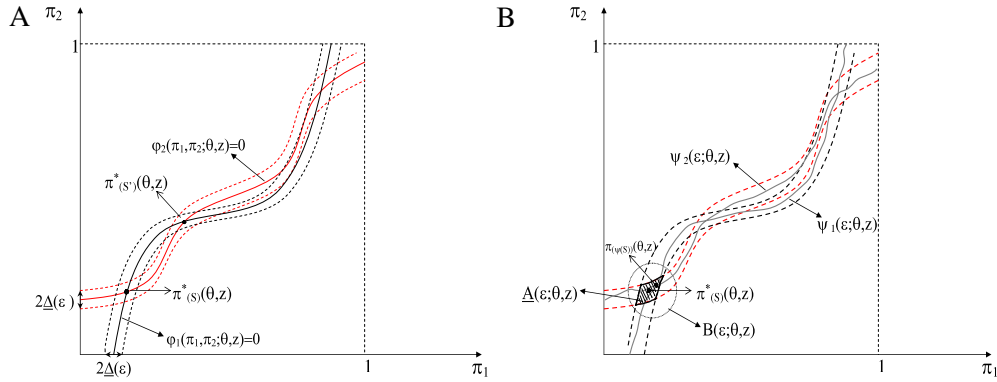 A
π₂
1
φ₂(π₁,π₂;θ,z)=0
π*₍S'₎(θ,z)
2Δ̲(ε)
π*₍S₎(θ,z)
φ₁(π₁,π₂;θ,z)=0
2Δ̲(ε)
1
π₁
B
π₂
1
ψ₂(ε;θ,z)
ψ₁(ε;θ,z)
π₍ψ(S)₎(θ,z)
A̲(ε;θ,z)
π*₍S₎(θ,z)
B(ε;θ,z)
1
π₁